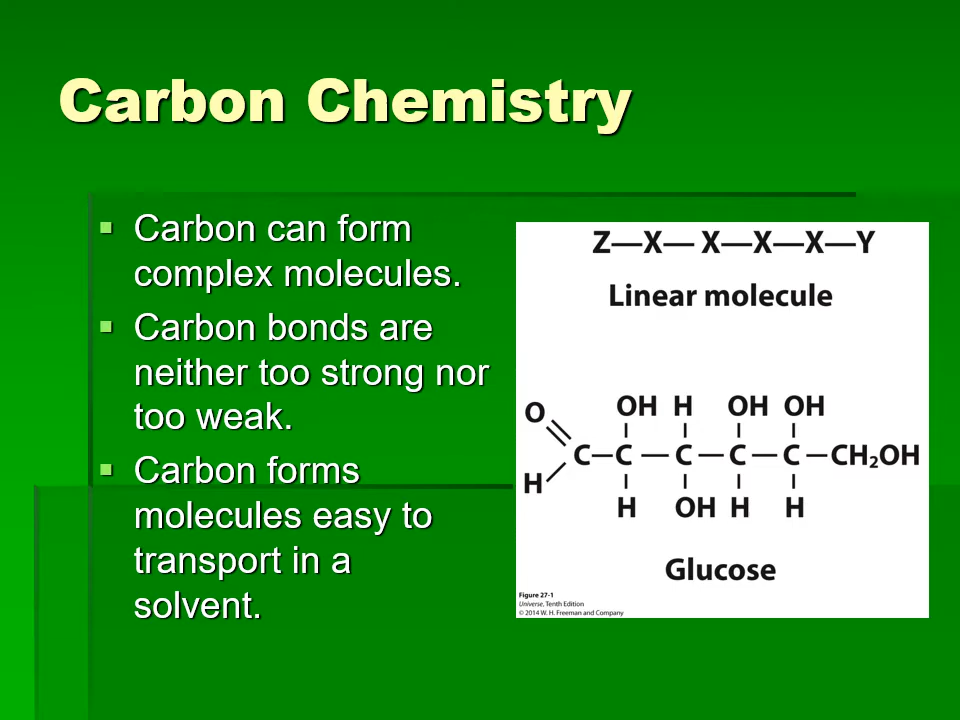 Carbon Chemistry
▪ Carbon can form
complex molecules.
▪ Carbon bonds are
neither too strong nor
too weak.
▪ Carbon forms
molecules easy to
transport in a
solvent.
Z—X— X—X—X—Y
Linear molecule
O OH H OH OH
C—C — C — C — C —CH₂OH
H H OH H H
Glucose
Figure 27-1
Universe, Tenth Edition
© 2014 W. H. Freeman and Company